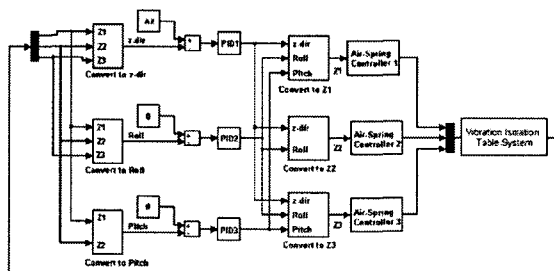 Z1
Z2
Z3
z-dir
Convert to z-dir
PID1
z-dir
Roll
Pitch
Z1
Convert to Z1
Air-Spring
Controller 1
Z1
Z2
Z3
Roll
Convert to Roll
0
PID2
z-dir
Roll
Z2
Convert to Z2
Air-Spring
Controller 2
Vibration Isolation
Table System
Z1
Z2
Pitch
Convert to Pitch
PID3
z-dir
Roll
Pitch
Z3
Convert to Z3
Air-Spring
Controller 3